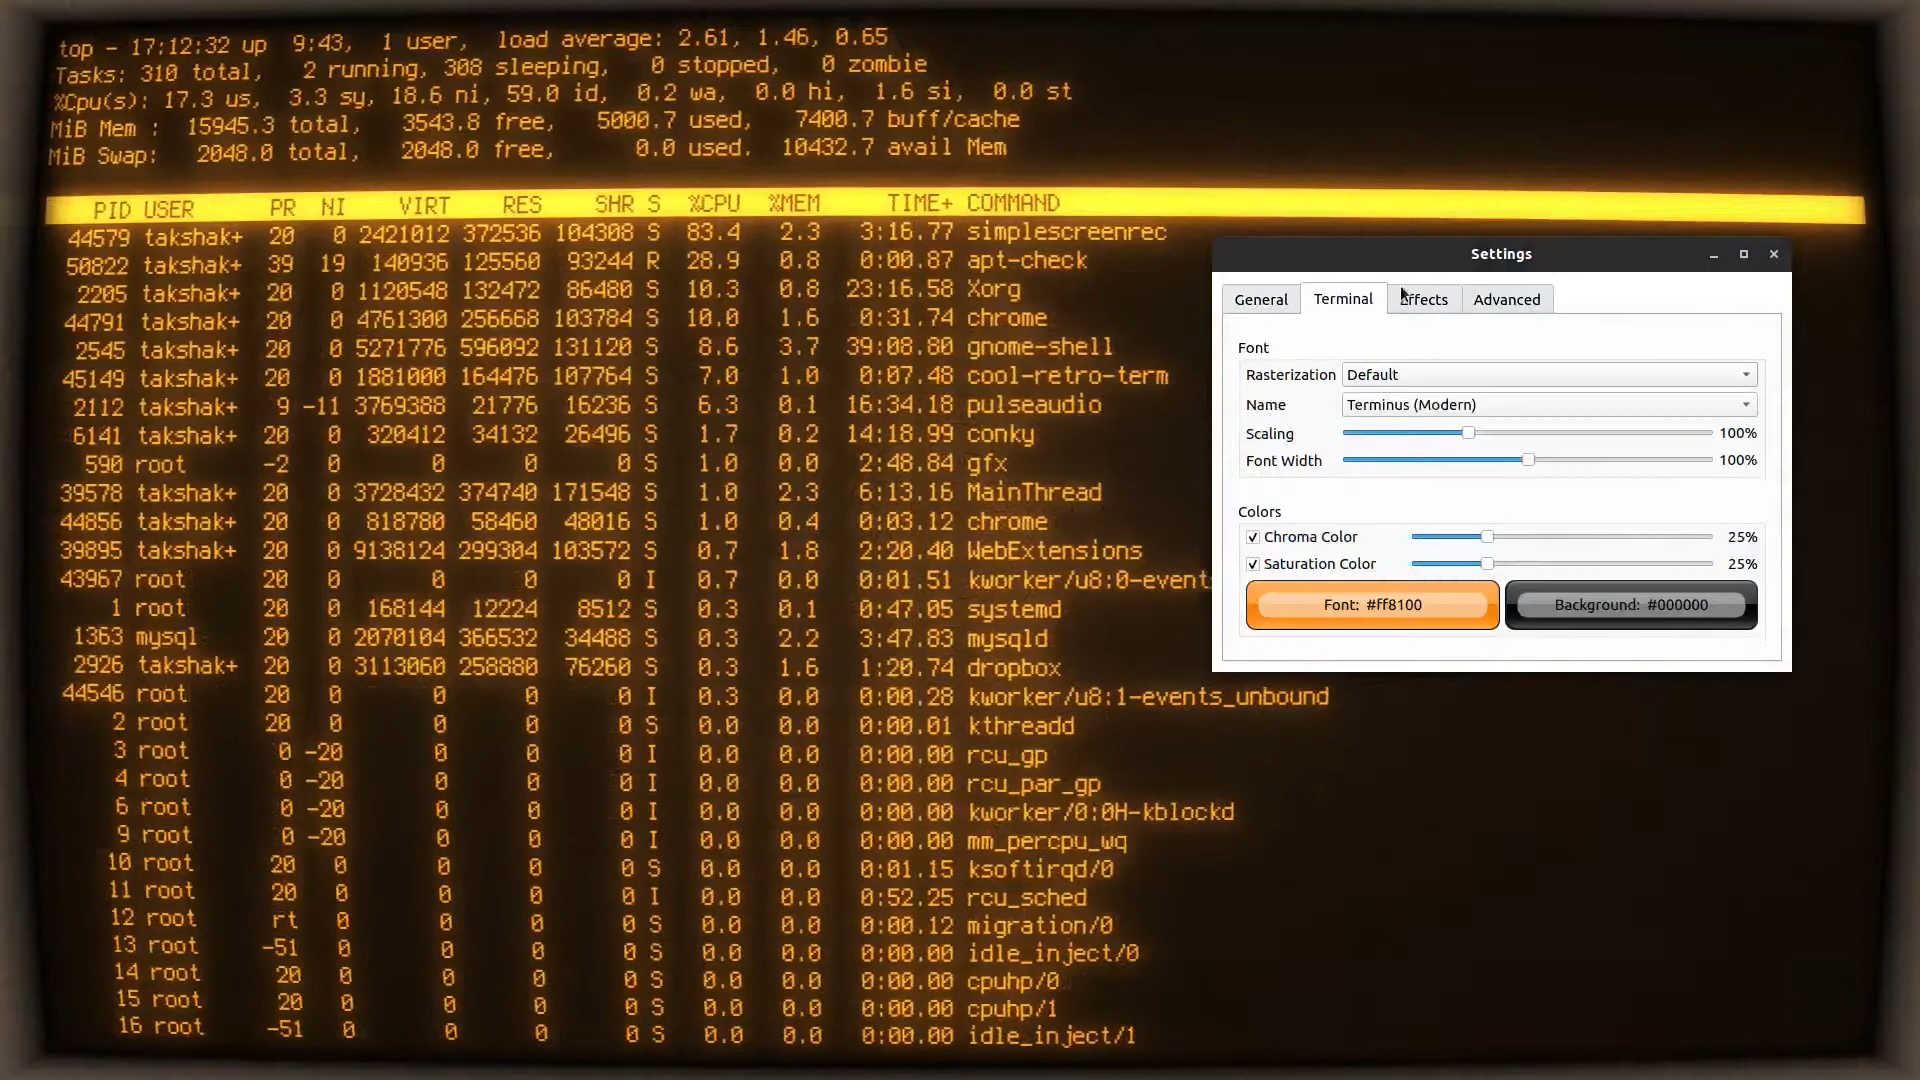 top - 17:12:32 up  9:43,  1 user,  load average: 2.61, 1.46, 0.65
Tasks: 310 total,   2 running, 308 sleeping,   0 stopped,   0 zombie
%Cpu(s): 17.3 us,  3.3 sy, 18.6 ni, 59.0 id,  0.2 wa,  0.0 hi,  1.6 si,  0.0 st
MiB Mem :  15945.3 total,   3543.8 free,   5000.7 used,   7400.7 buff/cache
MiB Swap:   2048.0 total,   2048.0 free,      0.0 used.  10432.7 avail Mem
PID USER PR NI VIRT RES SHR S %CPU %MEM TIME+ COMMAND
44579 takshak+ 20 0 2421012 372536 104308 S 83.4 2.3 3:16.77 simplescreenrec
50822 takshak+ 39 19 140936 125560 93244 R 28.9 0.8 0:00.87 apt-check
2205 takshak+ 20 0 1120548 132472 86480 S 10.3 0.8 23:16.58 Xorg
44791 takshak+ 20 0 4761300 256668 103784 S 10.0 1.6 0:31.74 chrome
2545 takshak+ 20 0 5271776 596092 131120 S 8.6 3.7 39:08.80 gnome-shell
45149 takshak+ 20 0 1881000 164476 107764 S 7.0 1.0 0:07.48 cool-retro-term
2112 takshak+ 9 -11 3769388 21776 16236 S 6.3 0.1 16:34.18 pulseaudio
6141 takshak+ 20 0 320412 34132 26496 S 1.7 0.2 14:18.99 conky
590 root -2 0 0 0 0 S 1.0 0.0 2:48.84 gfx
39578 takshak+ 20 0 3728432 374740 171548 S 1.0 2.3 6:13.16 MainThread
44856 takshak+ 20 0 818780 58460 48016 S 1.0 0.4 0:03.12 chrome
39895 takshak+ 20 0 9138124 299304 103572 S 0.7 1.8 2:20.40 WebExtensions
43967 root 20 0 0 0 0 I 0.7 0.0 0:01.51 kworker/u8:0-events
1 root 20 0 168144 12224 8512 S 0.3 0.1 0:47.05 systemd
1363 mysql 20 0 2070104 366532 34488 S 0.3 2.2 3:47.83 mysqld
2926 takshak+ 20 0 3113060 258880 76260 S 0.3 1.6 1:20.74 dropbox
44546 root 20 0 0 0 0 I 0.3 0.0 0:00.28 kworker/u8:1-events_unbound
2 root 20 0 0 0 0 S 0.0 0.0 0:00.01 kthreadd
3 root 0 -20 0 0 0 I 0.0 0.0 0:00.00 rcu_gp
4 root 0 -20 0 0 0 I 0.0 0.0 0:00.00 rcu_par_gp
6 root 0 -20 0 0 0 I 0.0 0.0 0:00.00 kworker/0:0H-kblockd
9 root 0 -20 0 0 0 I 0.0 0.0 0:00.00 mm_percpu_wq
10 root 20 0 0 0 0 S 0.0 0.0 0:01.15 ksoftirqd/0
11 root 20 0 0 0 0 I 0.0 0.0 0:52.25 rcu_sched
12 root rt 0 0 0 0 S 0.0 0.0 0:00.12 migration/0
13 root -51 0 0 0 0 S 0.0 0.0 0:00.00 idle_inject/0
14 root 20 0 0 0 0 S 0.0 0.0 0:00.00 cpuhp/0
15 root 20 0 0 0 0 S 0.0 0.0 0:00.00 cpuhp/1
16 root -51 0 0 0 0 S 0.0 0.0 0:00.00 idle_inject/1
Settings
General Terminal Effects Advanced
Font
Rasterization Default
Name Terminus (Modern)
Scaling 100%
Font Width 100%
Colors
Chroma Color 25%
Saturation Color 25%
Font: #ff8100 Background: #000000